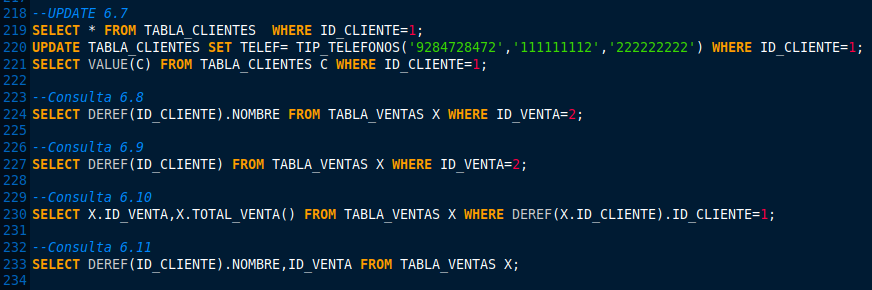 218 --UPDATE 6.7
219 SELECT * FROM TABLA_CLIENTES  WHERE ID_CLIENTE=1;
220 UPDATE TABLA_CLIENTES SET TELEF= TIP_TELEFONOS('9284728472','111111112','222222222') WHERE ID_CLIENTE=1;
221 SELECT VALUE(C) FROM TABLA_CLIENTES C WHERE ID_CLIENTE=1;
222
223 --Consulta 6.8
224 SELECT DEREF(ID_CLIENTE).NOMBRE FROM TABLA_VENTAS X WHERE ID_VENTA=2;
225
226 --Consulta 6.9
227 SELECT DEREF(ID_CLIENTE) FROM TABLA_VENTAS X WHERE ID_VENTA=2;
228
229 --Consulta 6.10
230 SELECT X.ID_VENTA,X.TOTAL_VENTA() FROM TABLA_VENTAS X WHERE DEREF(X.ID_CLIENTE).ID_CLIENTE=1;
231
232 --Consulta 6.11
233 SELECT DEREF(ID_CLIENTE).NOMBRE,ID_VENTA FROM TABLA_VENTAS X;
234